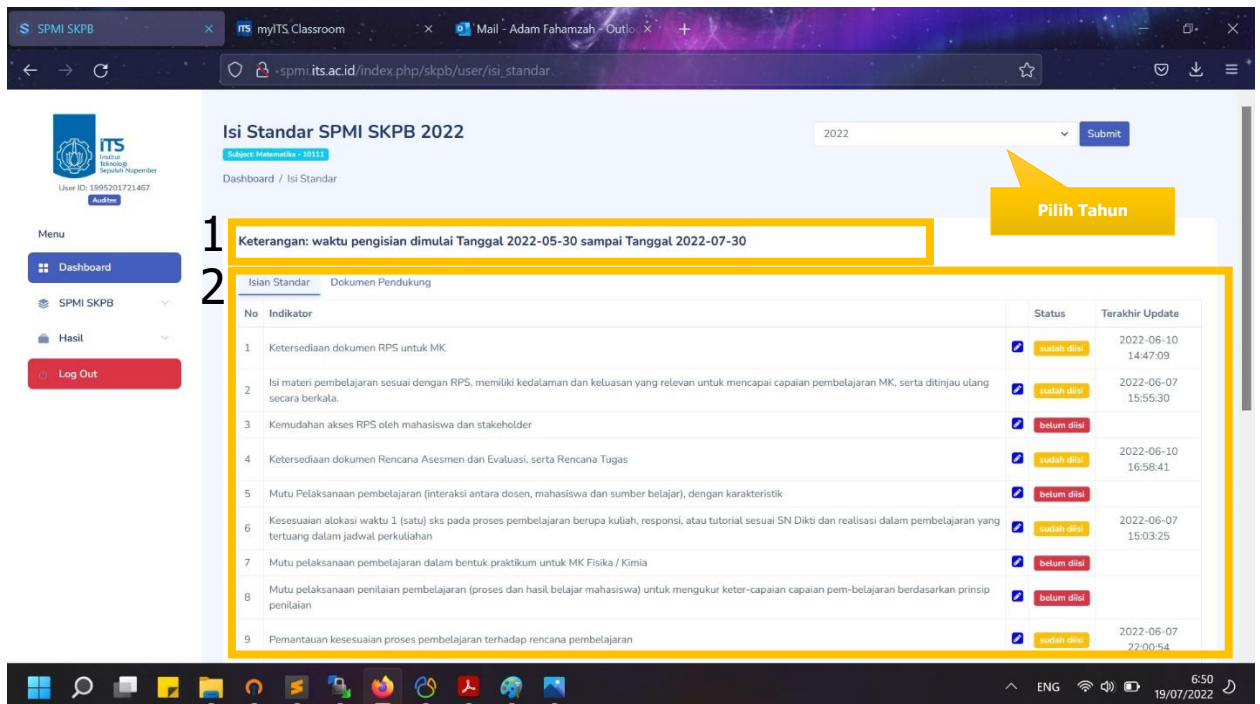 SPMI SKPB
ITS myITS Classroom
Mail - Adam Fahamzah - Outloo
spmi.its.ac.id/index.php/skpb/user/isi_standar
iTS
Institut
Teknologi
Sepuluh Nopember
User ID: 1995201721467
Auditee
Menu
Dashboard
SPMI SKPB
Hasil
Log Out
Isi Standar SPMI SKPB 2022
Subject: Matematika - 10111
Dashboard / Isi Standar
2022
Submit
Pilih Tahun
1
Keterangan: waktu pengisian dimulai Tanggal 2022-05-30 sampai Tanggal 2022-07-30
2
Isian Standar Dokumen Pendukung
No Indikator Status Terakhir Update
1 Ketersediaan dokumen RPS untuk MK sudah diisi 2022-06-10
14:47:09
2 Isi materi pembelajaran sesuai dengan RPS, memiliki kedalaman dan keluasan yang relevan untuk mencapai capaian pembelajaran MK, serta ditinjau ulang
secara berkala. sudah diisi 2022-06-07
15:55:30
3 Kemudahan akses RPS oleh mahasiswa dan stakeholder belum diisi
4 Ketersediaan dokumen Rencana Asesmen dan Evaluasi, serta Rencana Tugas sudah diisi 2022-06-10
16:58:41
5 Mutu Pelaksanaan pembelajaran (interaksi antara dosen, mahasiswa dan sumber belajar), dengan karakteristik belum diisi
6 Kesesuaian alokasi waktu 1 (satu) sks pada proses pembelajaran berupa kuliah, responsi, atau tutorial sesuai SN Dikti dan realisasi dalam pembelajaran yang
tertuang dalam jadwal perkuliahan sudah diisi 2022-06-07
15:03:25
7 Mutu pelaksanaan pembelajaran dalam bentuk praktikum untuk MK Fisika / Kimia belum diisi
8 Mutu pelaksanaan penilaian pembelajaran (proses dan hasil belajar mahasiswa) untuk mengukur keter-capaian capaian pem-belajaran berdasarkan prinsip
penilaian belum diisi
9 Pemantauan kesesuaian proses pembelajaran terhadap rencana pembelajaran sudah diisi 2022-06-07
22:00:54
ENG
6:50
19/07/2022